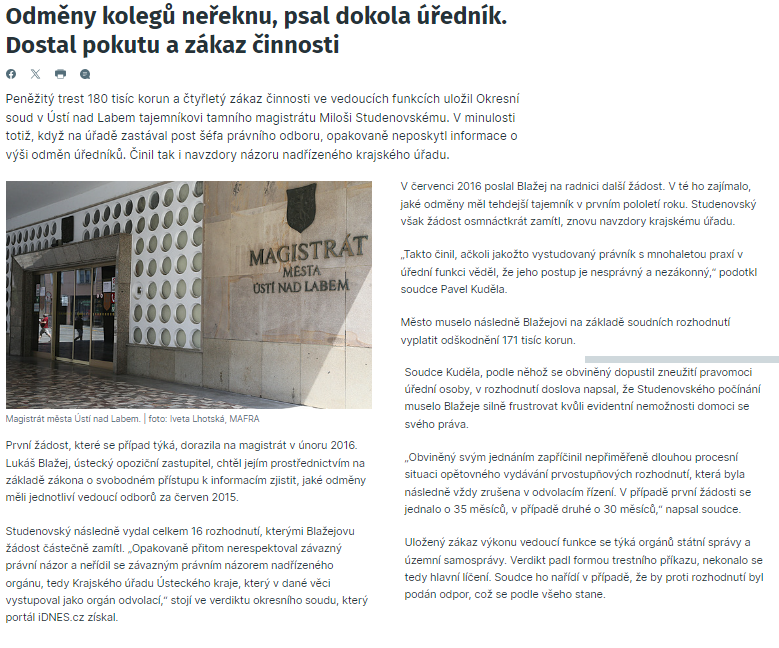 Odměny kolegů neřeknu, psal dokola úředník.
Dostal pokutu a zákaz činnosti
Peněžitý trest 180 tisíc korun a čtyřletý zákaz činnosti ve vedoucích funkcích uložil Okresní
soud v Ústí nad Labem tajemníkovi tamního magistrátu Miloši Studenovskému. V minulosti
totiž, když na úřadě zastával post šéfa právního odboru, opakovaně neposkytl informace o
výši odměn úředníků. Činil tak i navzdory názoru nadřízeného krajského úřadu.
MAGISTRÁT
MĚSTA
ÚSTÍ NAD LABEM
Magistrát města Ústí nad Labem. | foto: Iveta Lhotská, MAFRA
První žádost, které se případ týká, dorazila na magistrát v únoru 2016.
Lukáš Blažej, ústecký opoziční zastupitel, chtěl jejím prostřednictvím na
základě zákona o svobodném přístupu k informacím zjistit, jaké odměny
měli jednotliví vedoucí odborů za červen 2015.
Studenovský následně vydal celkem 16 rozhodnutí, kterými Blažejovu
žádost částečně zamítl. „Opakovaně přitom nerespektoval závazný
právní názor a neřídil se závazným právním názorem nadřízeného
orgánu, tedy Krajského úřadu Ústeckého kraje, který v dané věci
vystupoval jako orgán odvolací,“ stojí ve verdiktu okresního soudu, který
portál iDNES.cz získal.
V červenci 2016 poslal Blažej na radnici další žádost. V té ho zajímalo,
jaké odměny měl tehdejší tajemník v prvním pololetí roku. Studenovský
však žádost osmnáctkrát zamítl, znovu navzdory krajskému úřadu.
„Takto činil, ačkoli jakožto vystudovaný právník s mnohaletou praxí v
úřední funkci věděl, že jeho postup je nesprávný a nezákonný,“ podotkl
soudce Pavel Kuděla.
Město muselo následně Blažejovi na základě soudních rozhodnutí
vyplatit odškodnění 171 tisíc korun.
Soudce Kuděla, podle něhož se obviněný dopustil zneužití pravomoci
úřední osoby, v rozhodnutí doslova napsal, že Studenovského počínání
muselo Blažeje silně frustrovat kvůli evidentní nemožnosti domoci se
svého práva.
„Obviněný svým jednáním zapříčinil nepřiměřeně dlouhou procesní
situaci opětovného vydávání prvostupňových rozhodnutí, která byla
následně vždy zrušena v odvolacím řízení. V případě první žádosti se
jednalo o 35 měsíců, v případě druhé o 30 měsíců,“ napsal soudce.
Uložený zákaz výkonu vedoucí funkce se týká orgánů státní správy a
územní samosprávy. Verdikt padl formou trestního příkazu, nekonalo se
tedy hlavní líčení. Soudce ho nařídí v případě, že by proti rozhodnutí byl
podán odpor, což se podle všeho stane.